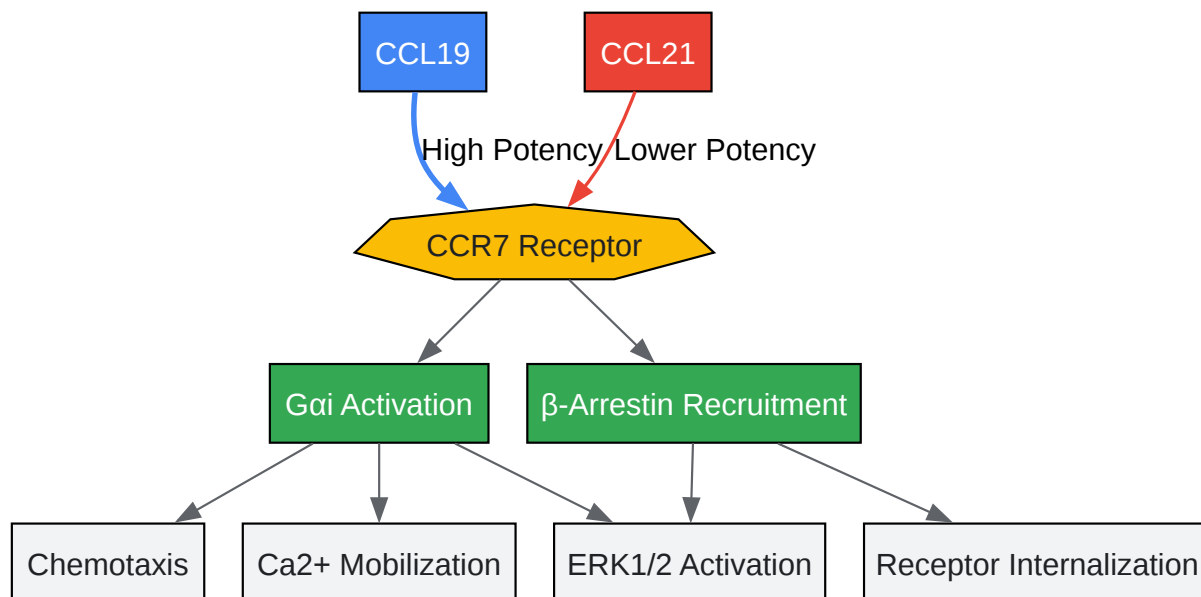 CCL19
CCL21
High Potency
Lower Potency
CCR7 Receptor
Gαi Activation
β-Arrestin Recruitment
Chemotaxis
Ca2+ Mobilization
ERK1/2 Activation
Receptor Internalization